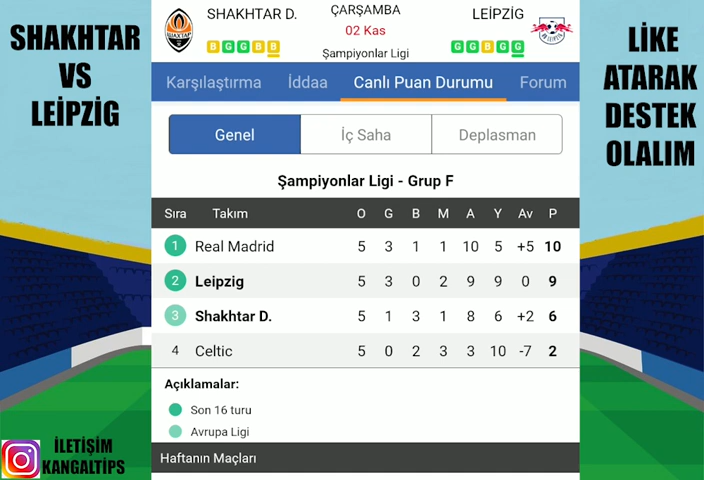 SHAKHTAR
VS
LEİPZİG
SHAKHTAR D.
B G G B B
ÇARŞAMBA
02 Kas
Şampiyonlar Ligi
LEİPZİG
G G B G G
LİKE
ATARAK
DESTEK
OLALIM
Karşılaştırma İddaa Canlı Puan Durumu Forum
Genel İç Saha Deplasman
Şampiyonlar Ligi - Grup F
Sıra Takım O G B M A Y Av P
1 Real Madrid 5 3 1 1 10 5 +5 10
2 Leipzig 5 3 0 2 9 9 0 9
3 Shakhtar D. 5 1 3 1 8 6 +2 6
4 Celtic 5 0 2 3 3 10 -7 2
Açıklamalar:
Son 16 turu
Avrupa Ligi
Haftanın Maçları
İLETİŞİM
KANGALTİPS